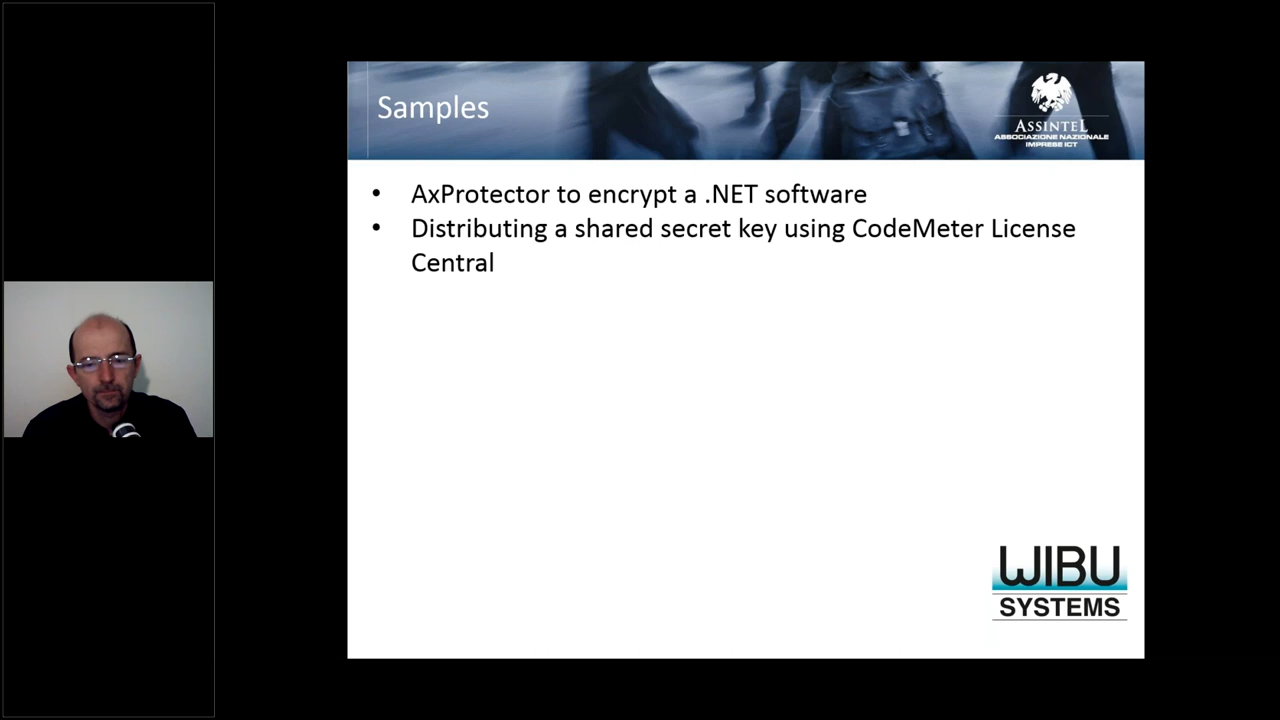 Samples
ASSINTEL
ASSOCIAZIONE NAZIONALE
IMPRESE ICT
• AxProtector to encrypt a .NET software
• Distributing a shared secret key using CodeMeter License
Central
WIBU
SYSTEMS